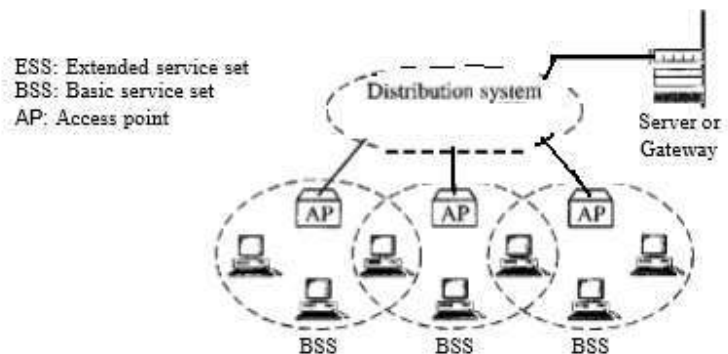 ESS: Extended service set
BSS: Basic service set
AP: Access point
Distribution system
Server or
Gateway
AP
AP
AP
BSS
BSS
BSS